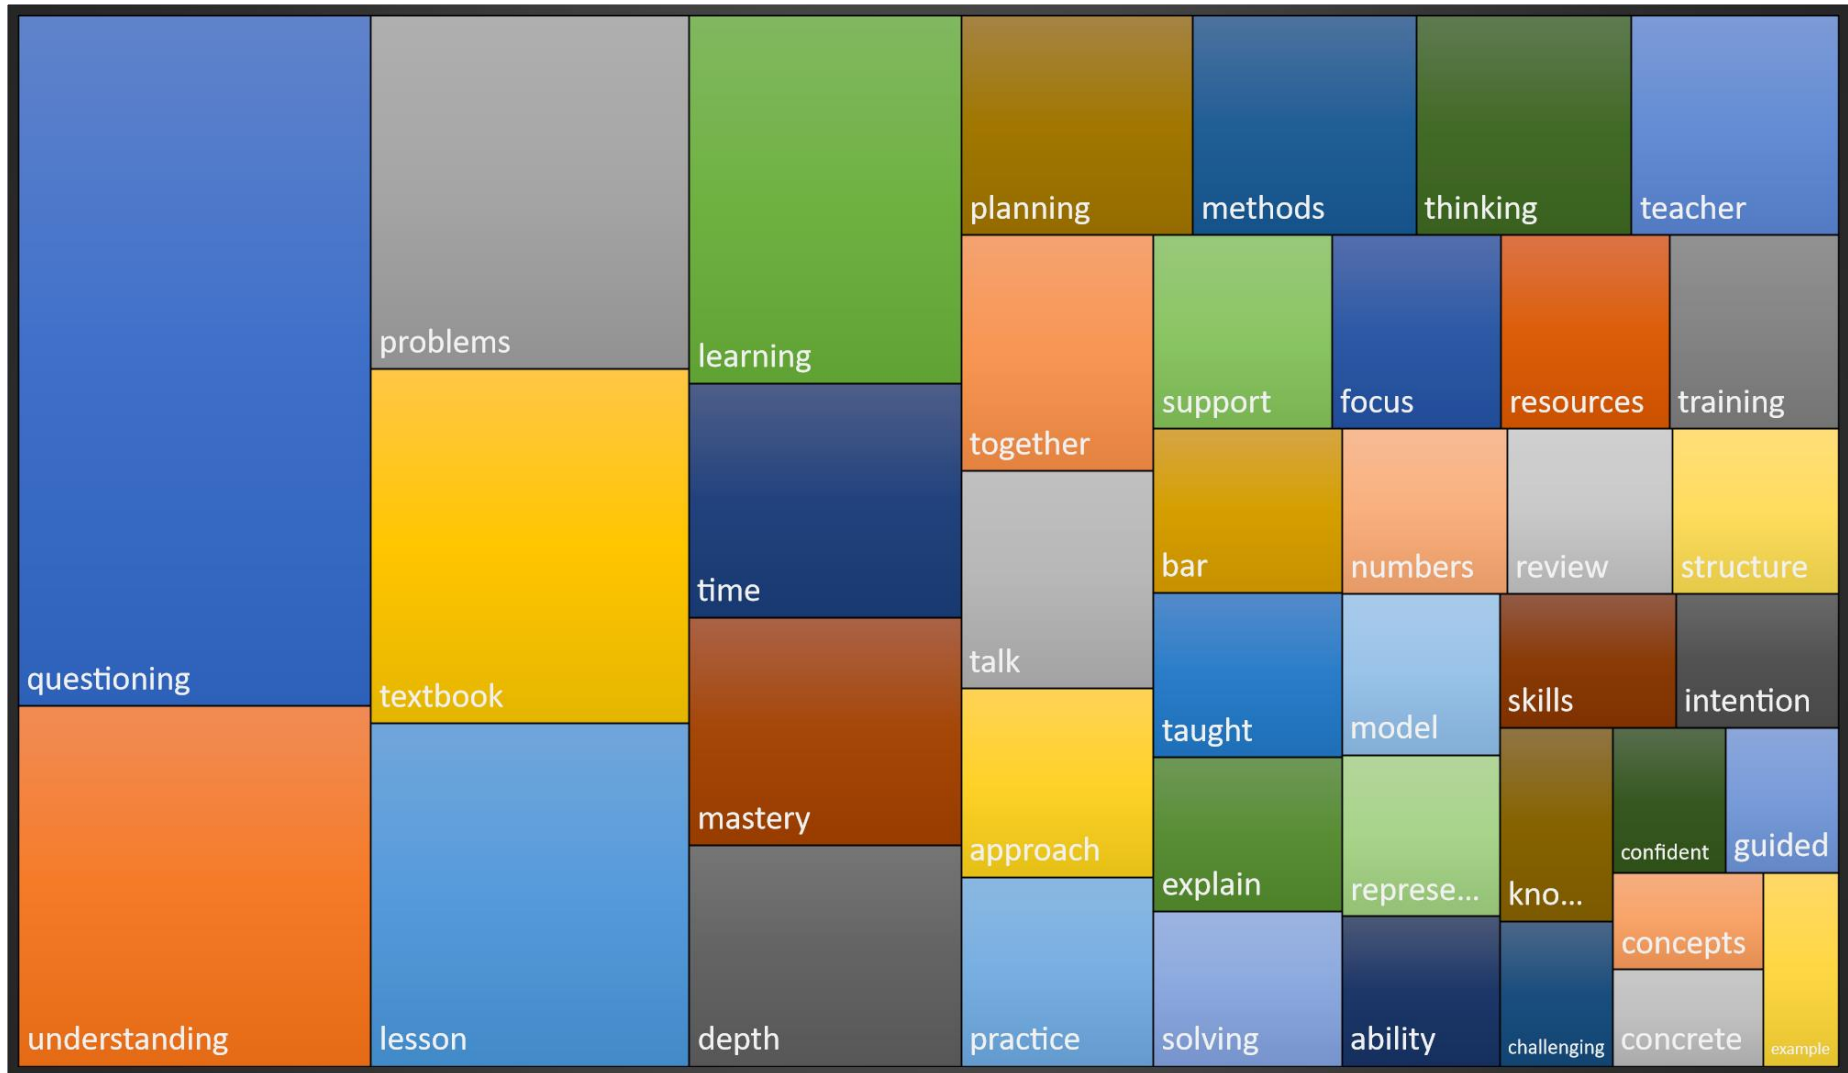 questioning
understanding
problems
textbook
lesson
learning
time
mastery
depth
planning
methods
thinking
teacher
together
talk
approach
practice
support
focus
resources
training
bar
numbers
review
structure
taught
explain
solving
model
represe...
ability
skills
intention
kno...
challenging
confident
guided
concepts
concrete
example